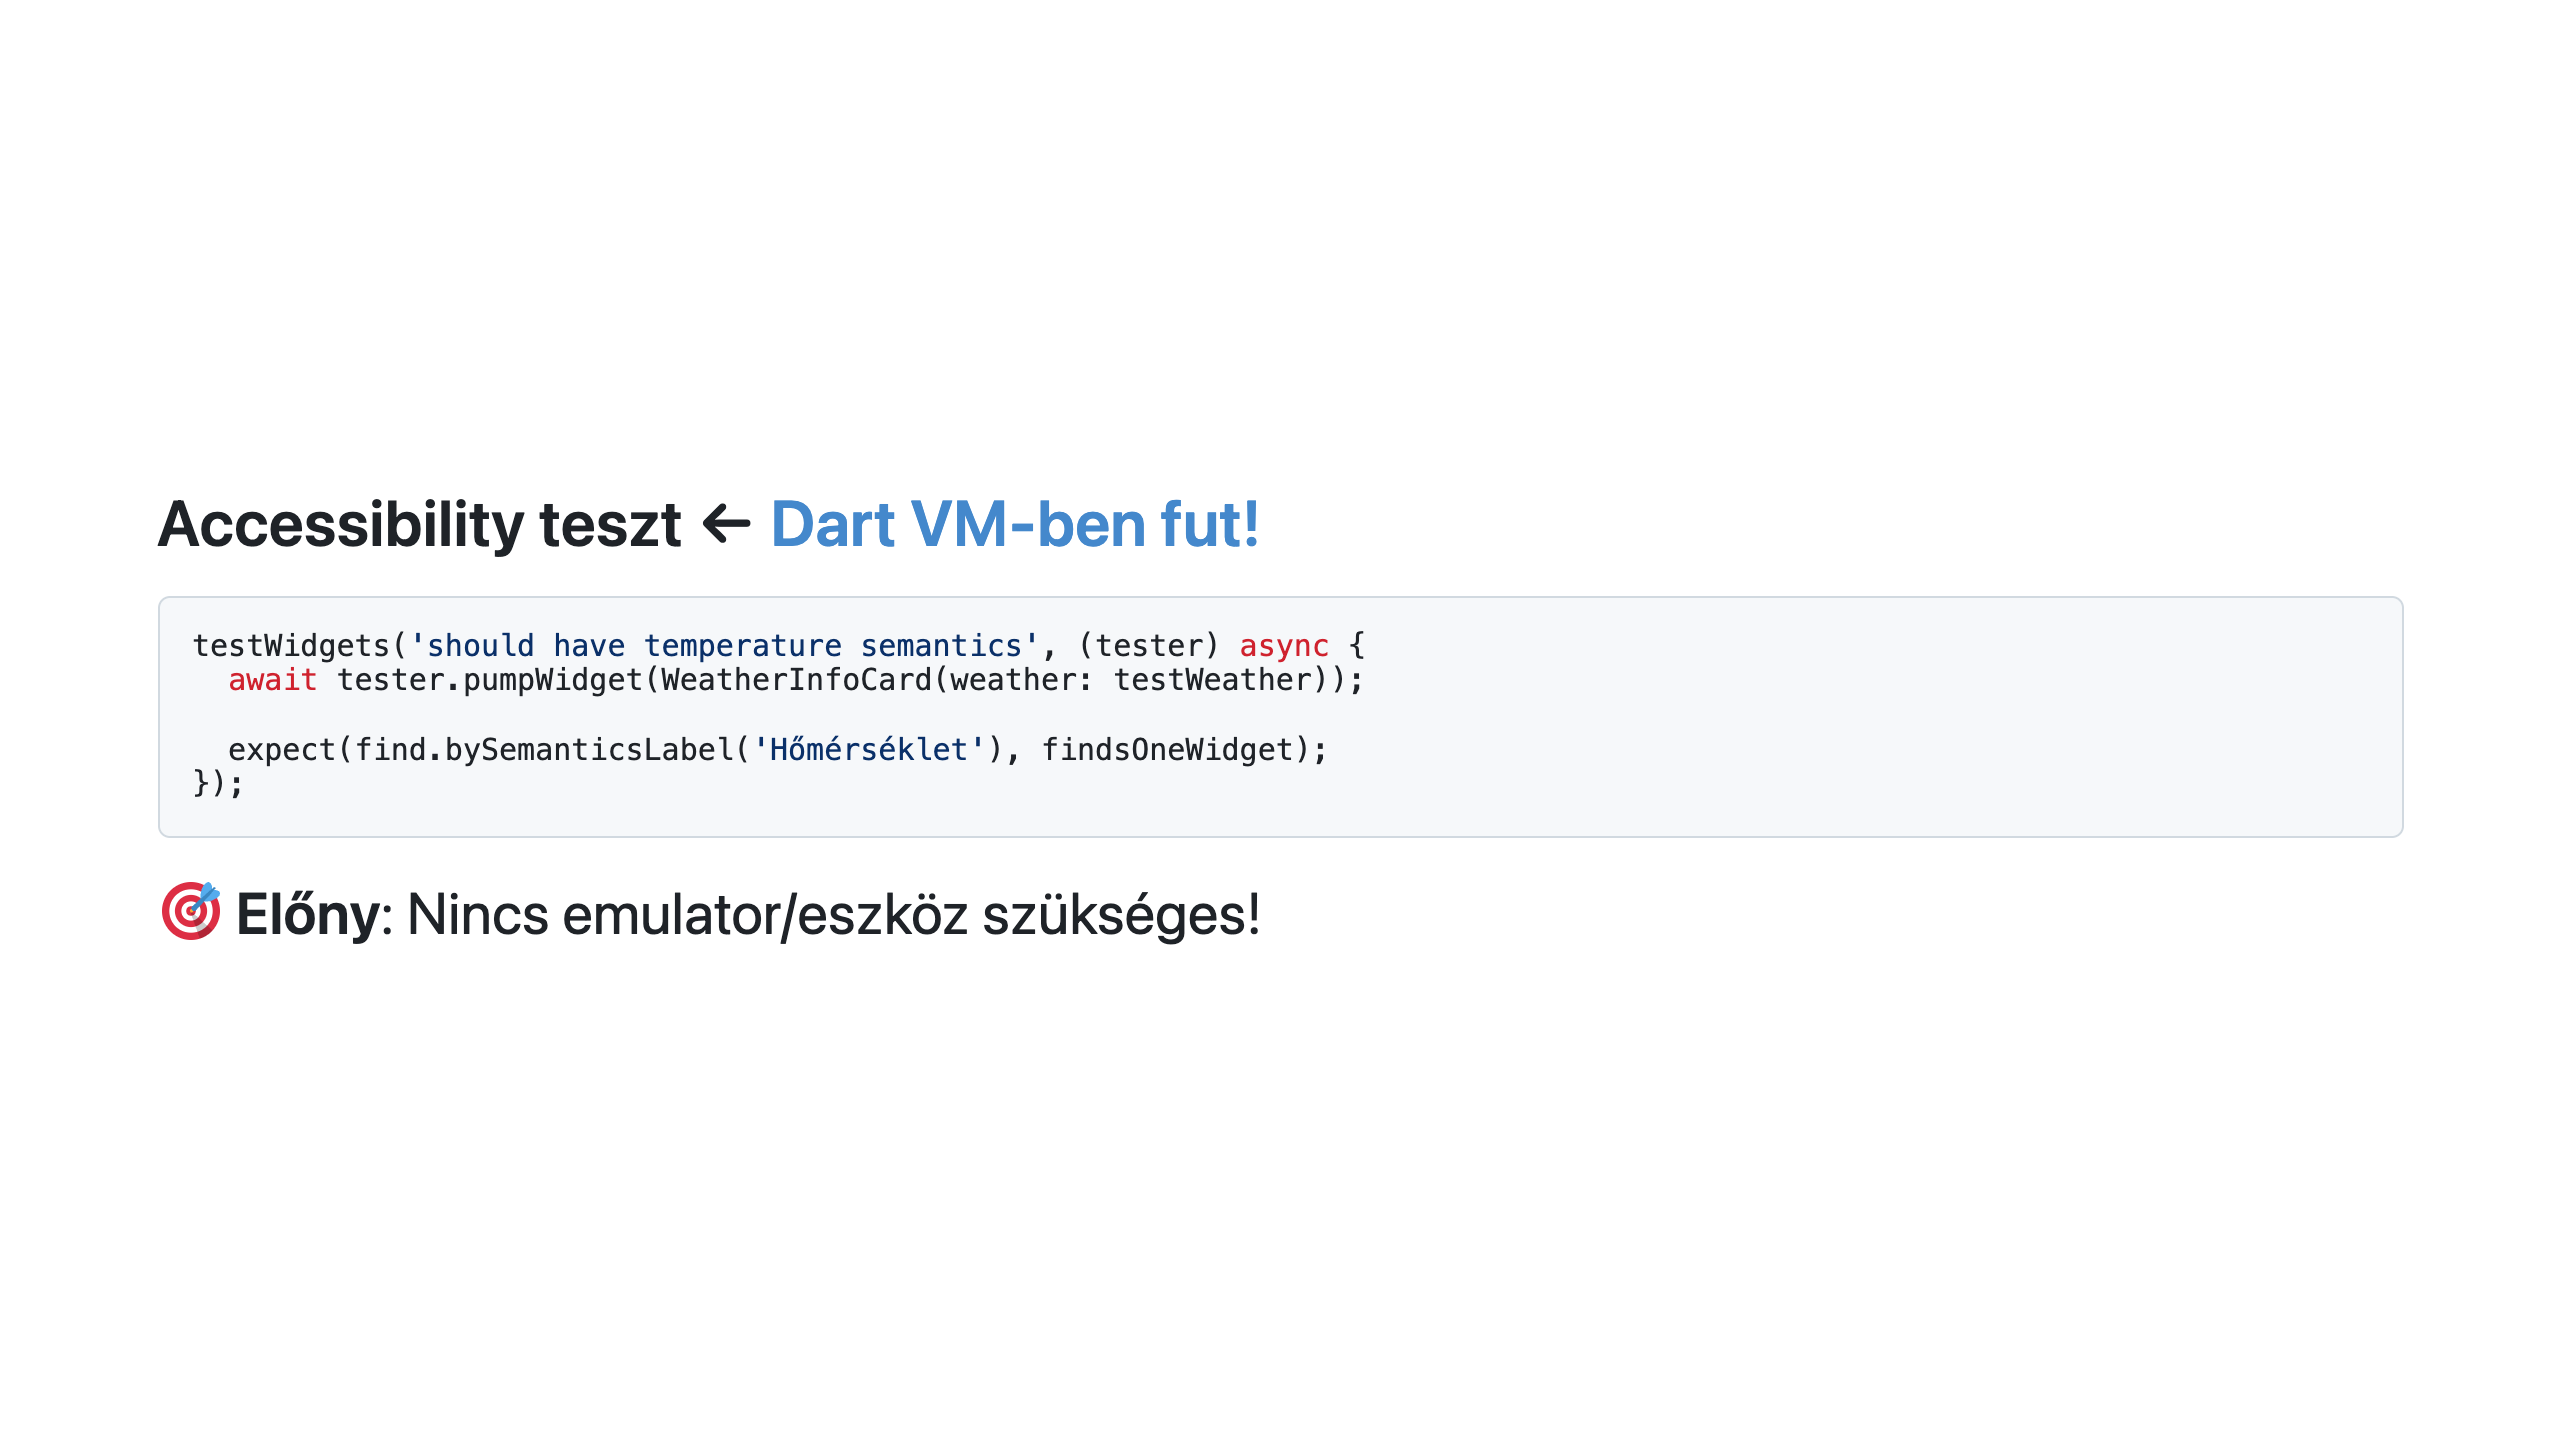 Accessibility teszt ← Dart VM-ben fut!
testWidgets('should have temperature semantics', (tester) async {
  await tester.pumpWidget(WeatherInfoCard(weather: testWeather));

  expect(find.bySemanticsLabel('Hőmérséklet'), findsOneWidget);
});
🎯 Előny: Nincs emulator/eszköz szükséges!